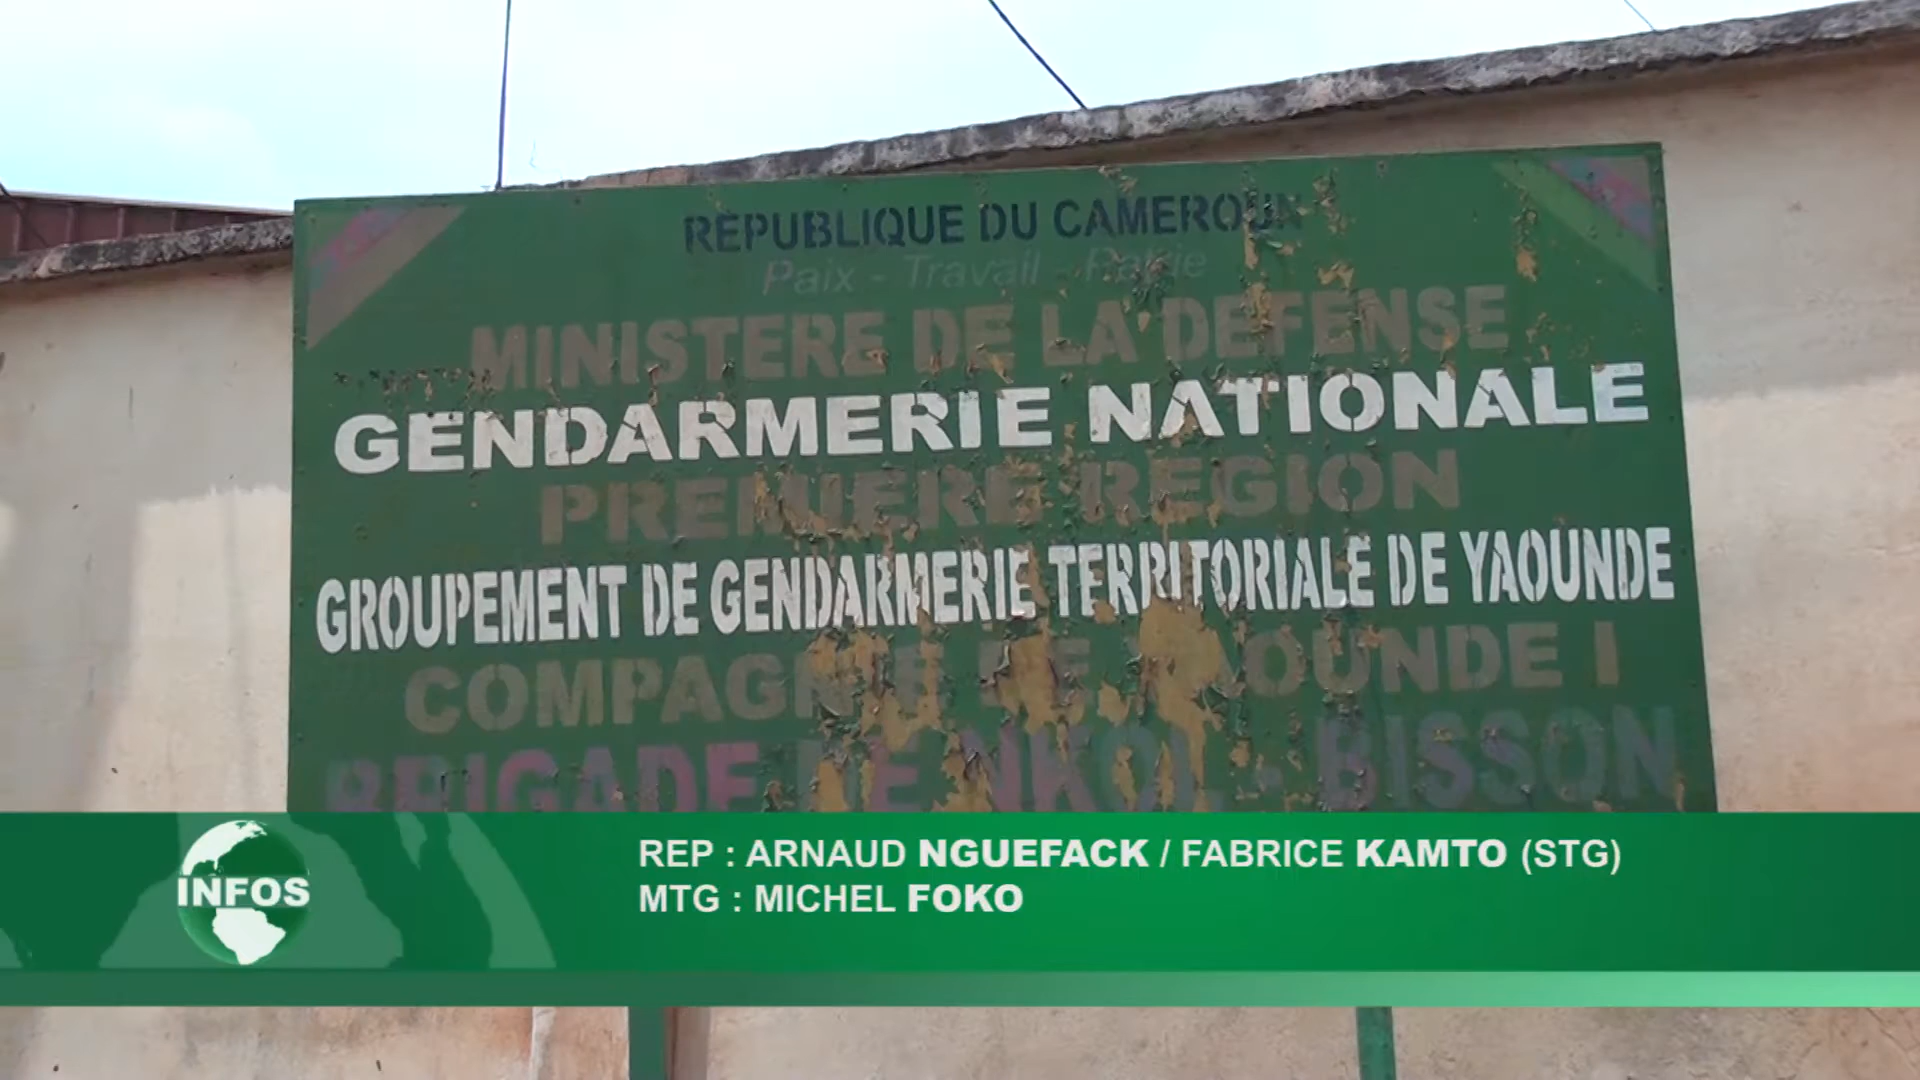 REPUBLIQUE DU CAMEROUN
Paix - Travail - Patrie
MINISTERE DE LA DEFENSE
GENDARMERIE NATIONALE
PREMIERE REGION
GROUPEMENT DE GENDARMERIE TERRITORIALE DE YAOUNDE
COMPAGNIE DE YAOUNDE I
BRIGADE DE NKOL - BISSON
INFOS
REP : ARNAUD NGUEFACK / FABRICE KAMTO (STG)
MTG : MICHEL FOKO